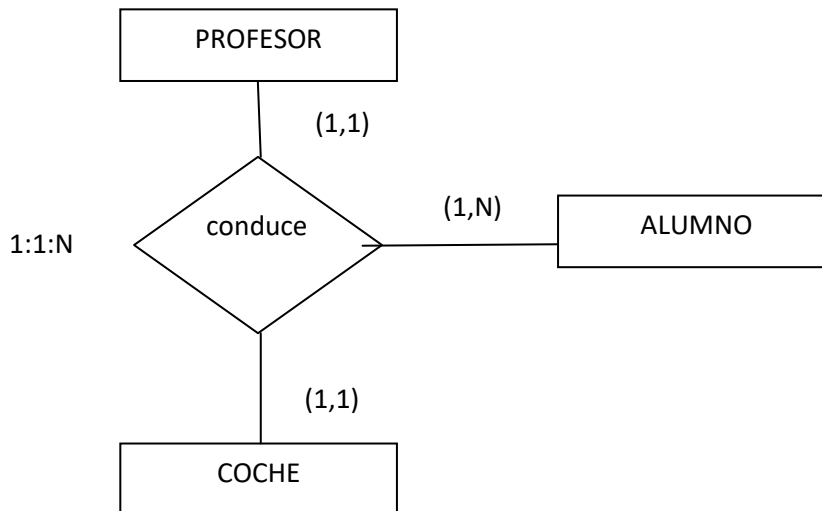 PROFESOR
(1,1)
(1,N)
conduce
ALUMNO
1:1:N
(1,1)
COCHE